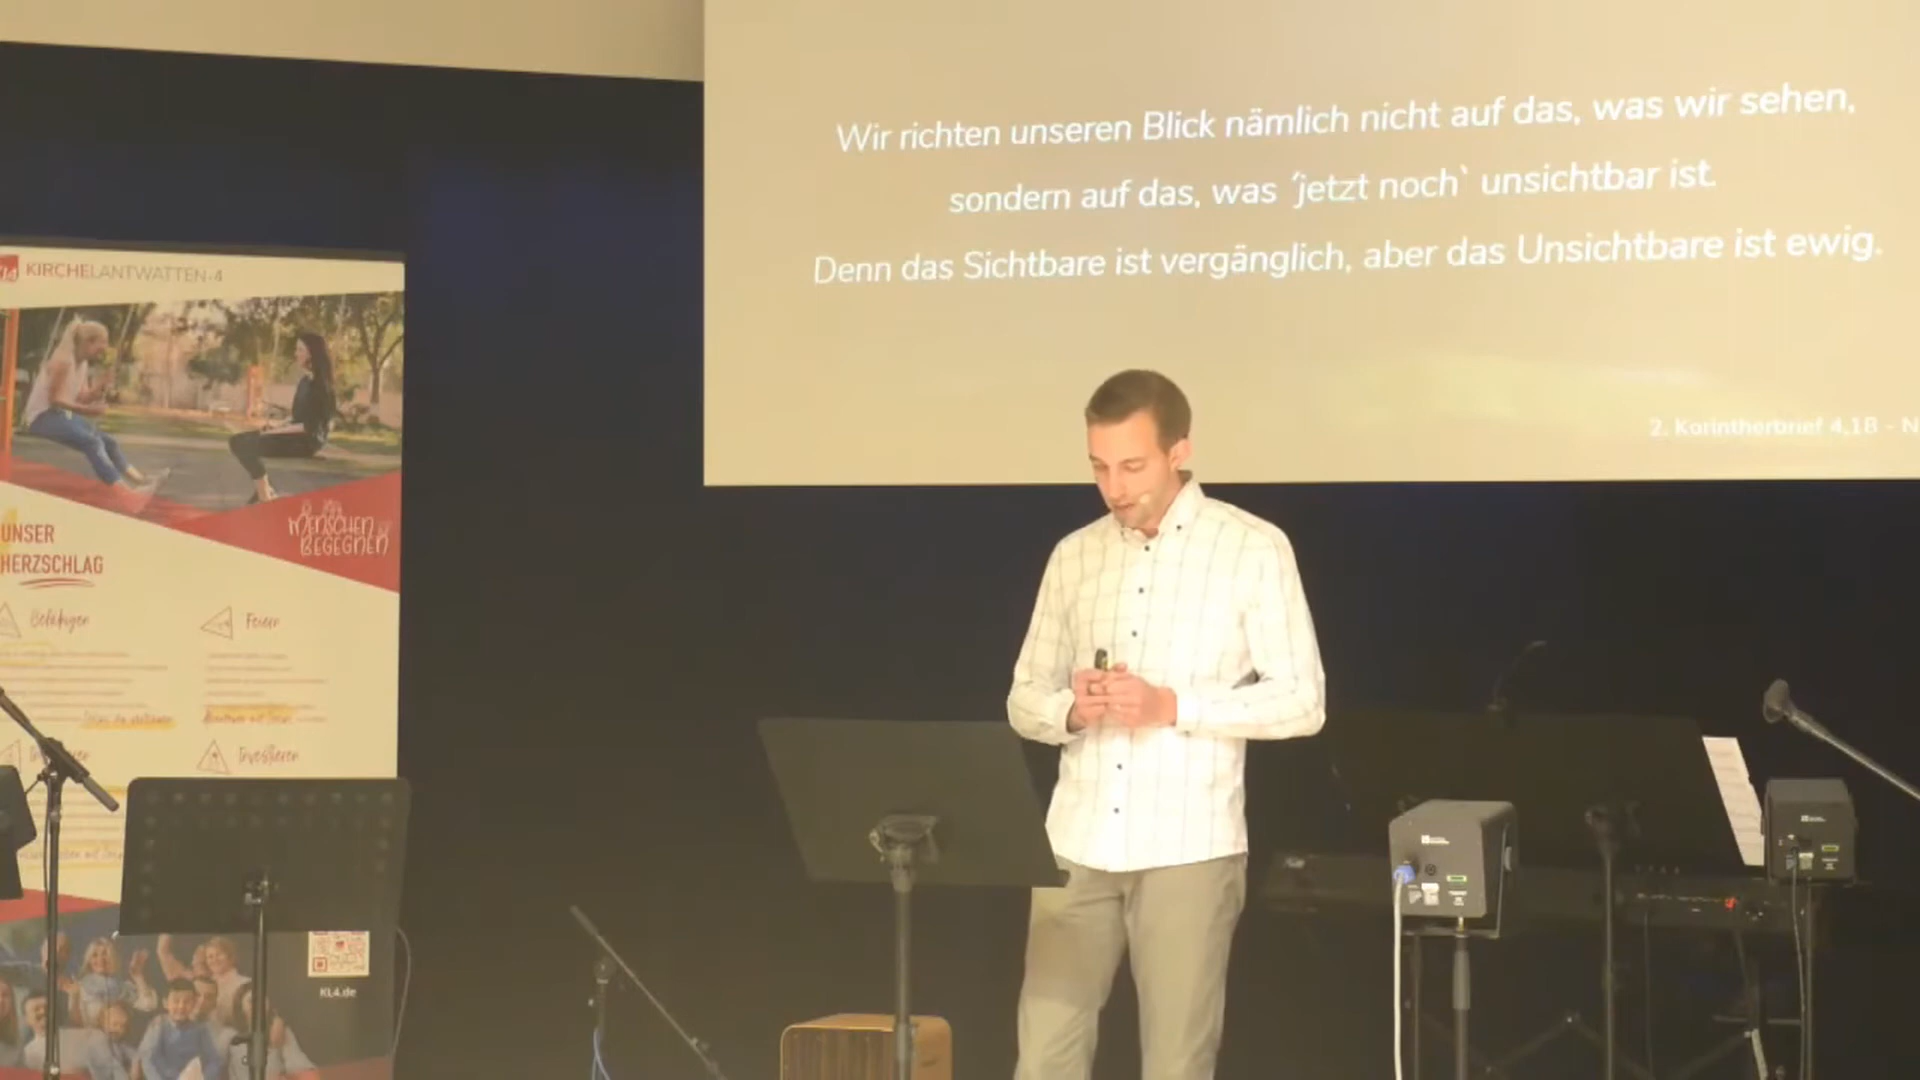 Wir richten unseren Blick nämlich nicht auf das, was wir sehen,
sondern auf das, was ´jetzt noch` unsichtbar ist.
Denn das Sichtbare ist vergänglich, aber das Unsichtbare ist ewig.
2. Korintherbrief 4,18 - N
KIRCHELANTWATTEN·4
MENSCHEN
BEGEGNEN
UNSER
HERZSCHLAG
Befähigen
Feiern
Investieren
KL4.de